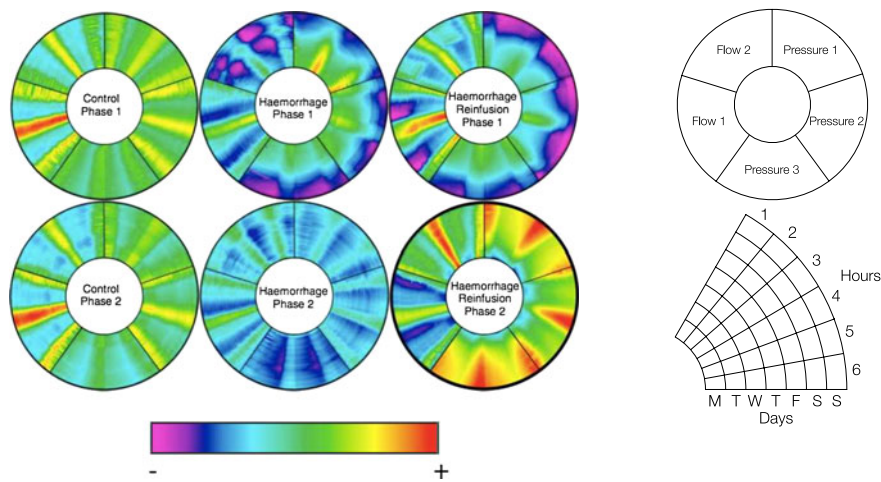 Control
Phase 1
Haemorrhage
Phase 1
Haemorrhage
Reinfusion
Phase 1
Control
Phase 2
Haemorrhage
Phase 2
Haemorrhage
Reinfusion
Phase 2
- +
Flow 2 Pressure 1
Flow 1 Pressure 2
Pressure 3
1
2
3
Hours
4
5
6
M T W T F S S
Days